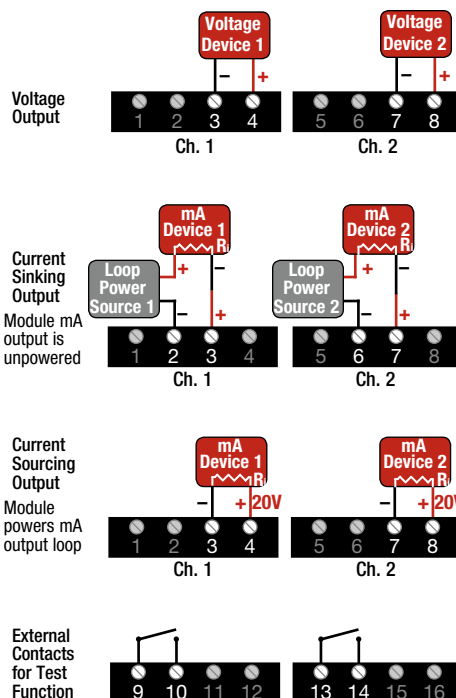 Voltage
Device 1
Voltage
Device 2
– +
– +
Voltage
Output
1 2 3 4
5 6 7 8
Ch. 1
Ch. 2
mA
Device 1
Ri
mA
Device 2
Ri
Current
Sinking
Output
Module mA
output is
unpowered
Loop
Power
Source 1
+ –
– +
Loop
Power
Source 2
+ –
– +
1 2 3 4
5 6 7 8
Ch. 1
Ch. 2
Current
Sourcing
Output
Module
powers mA
output loop
mA
Device 1
Ri
mA
Device 2
Ri
– + 20V
– + 20V
1 2 3 4
5 6 7 8
Ch. 1
Ch. 2
External
Contacts
for Test
Function
9 10 11 12
13 14 15 16